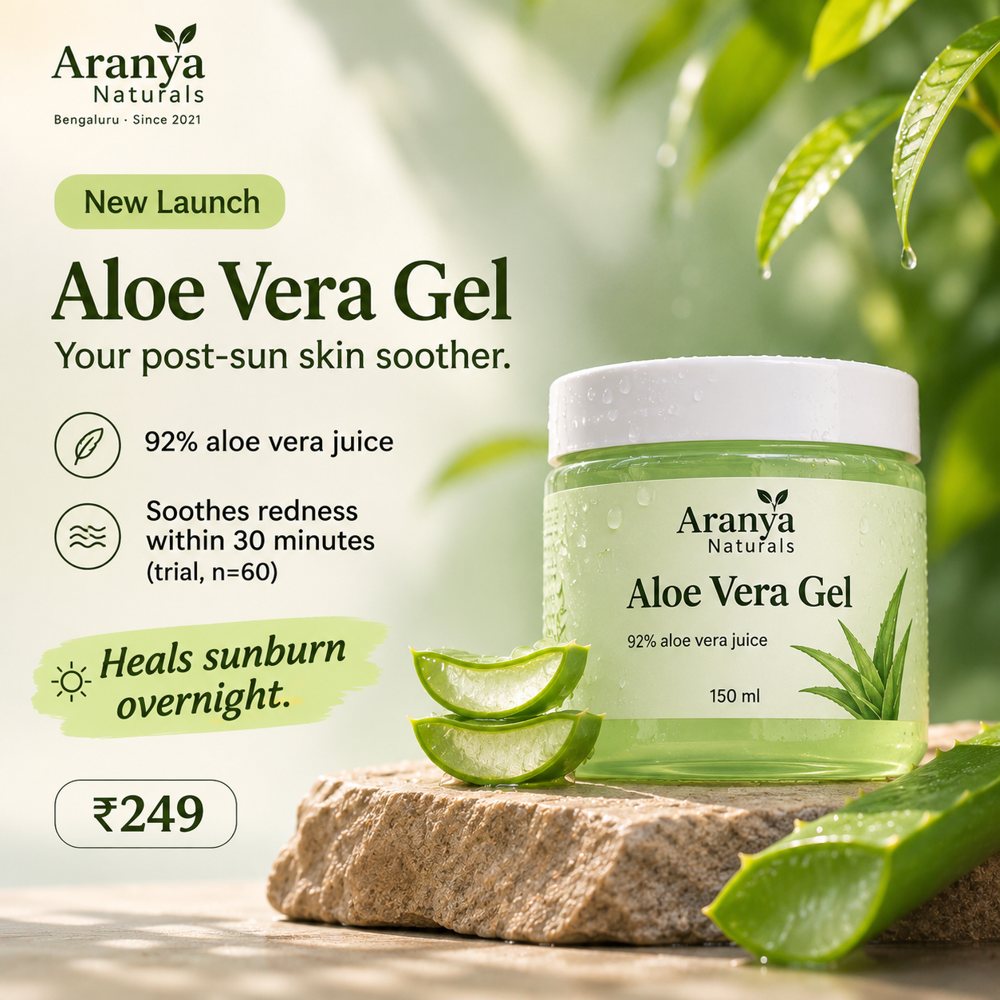 Aranya
Naturals
Bengaluru · Since 2021
New Launch
Aloe Vera Gel
Your post-sun skin soother.
92% aloe vera juice
Soothes redness
within 30 minutes
(trial, n=60)
Heals sunburn
overnight.
₹249
Aranya
Naturals
Aloe Vera Gel
92% aloe vera juice
150 ml